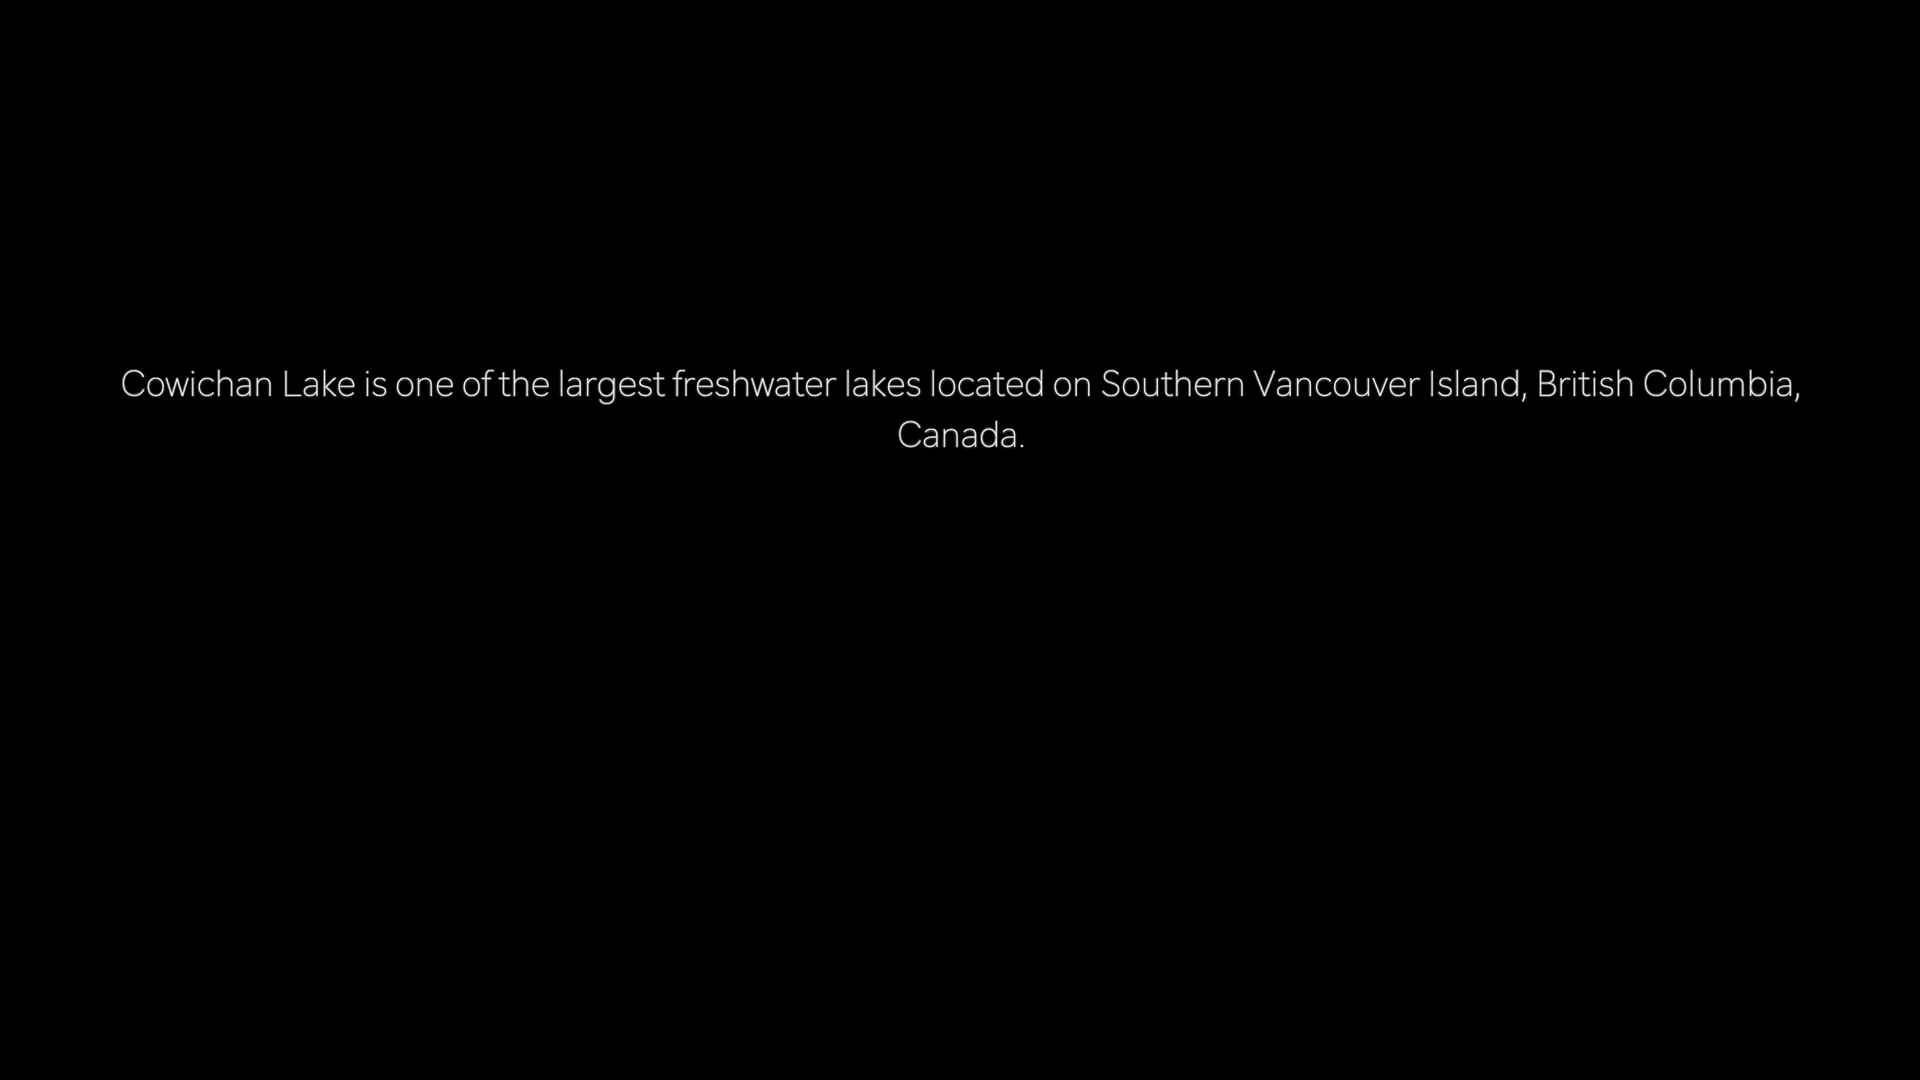 Cowichan Lake is one of the largest freshwater lakes located on Southern Vancouver Island, British Columbia,
Canada.